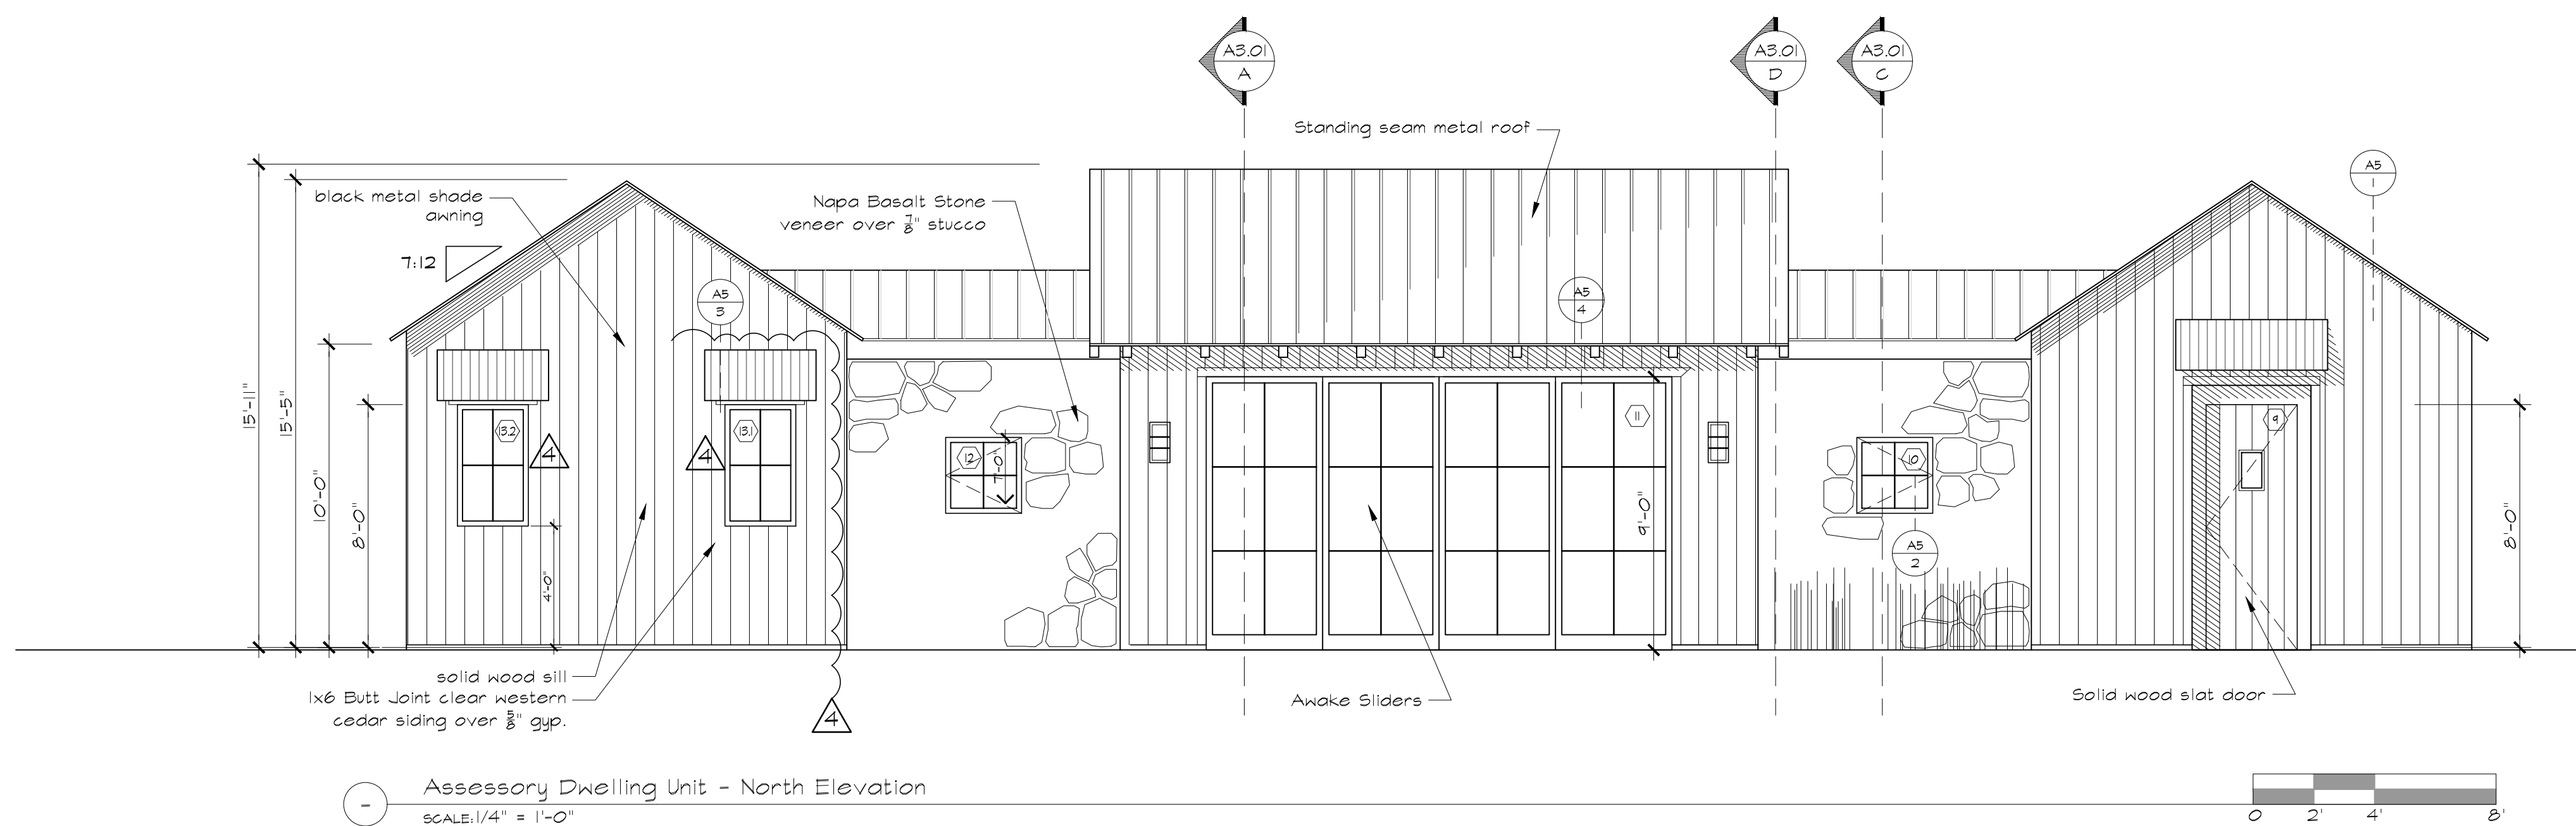 A3.01
A
A3.01
D
A3.01
C
Standing seam metal roof
A5
black metal shade
awning
Napa Basalt Stone
veneer over 7/8" stucco
7:12
A5
3
A5
4
15'-11"
15'-5"
10'-0"
8'-0"
13.2
4
4
13.1
4'-0"
12
7'-0"
11
9'-0"
10
A5
2
9
8'-0"
solid wood sill
1x6 Butt Joint clear western
cedar siding over 5/8" gyp.
4
Awake Sliders
Solid wood slat door
-
Assessory Dwelling Unit - North Elevation
SCALE:1/4" = 1'-0"
0 2' 4' 8'